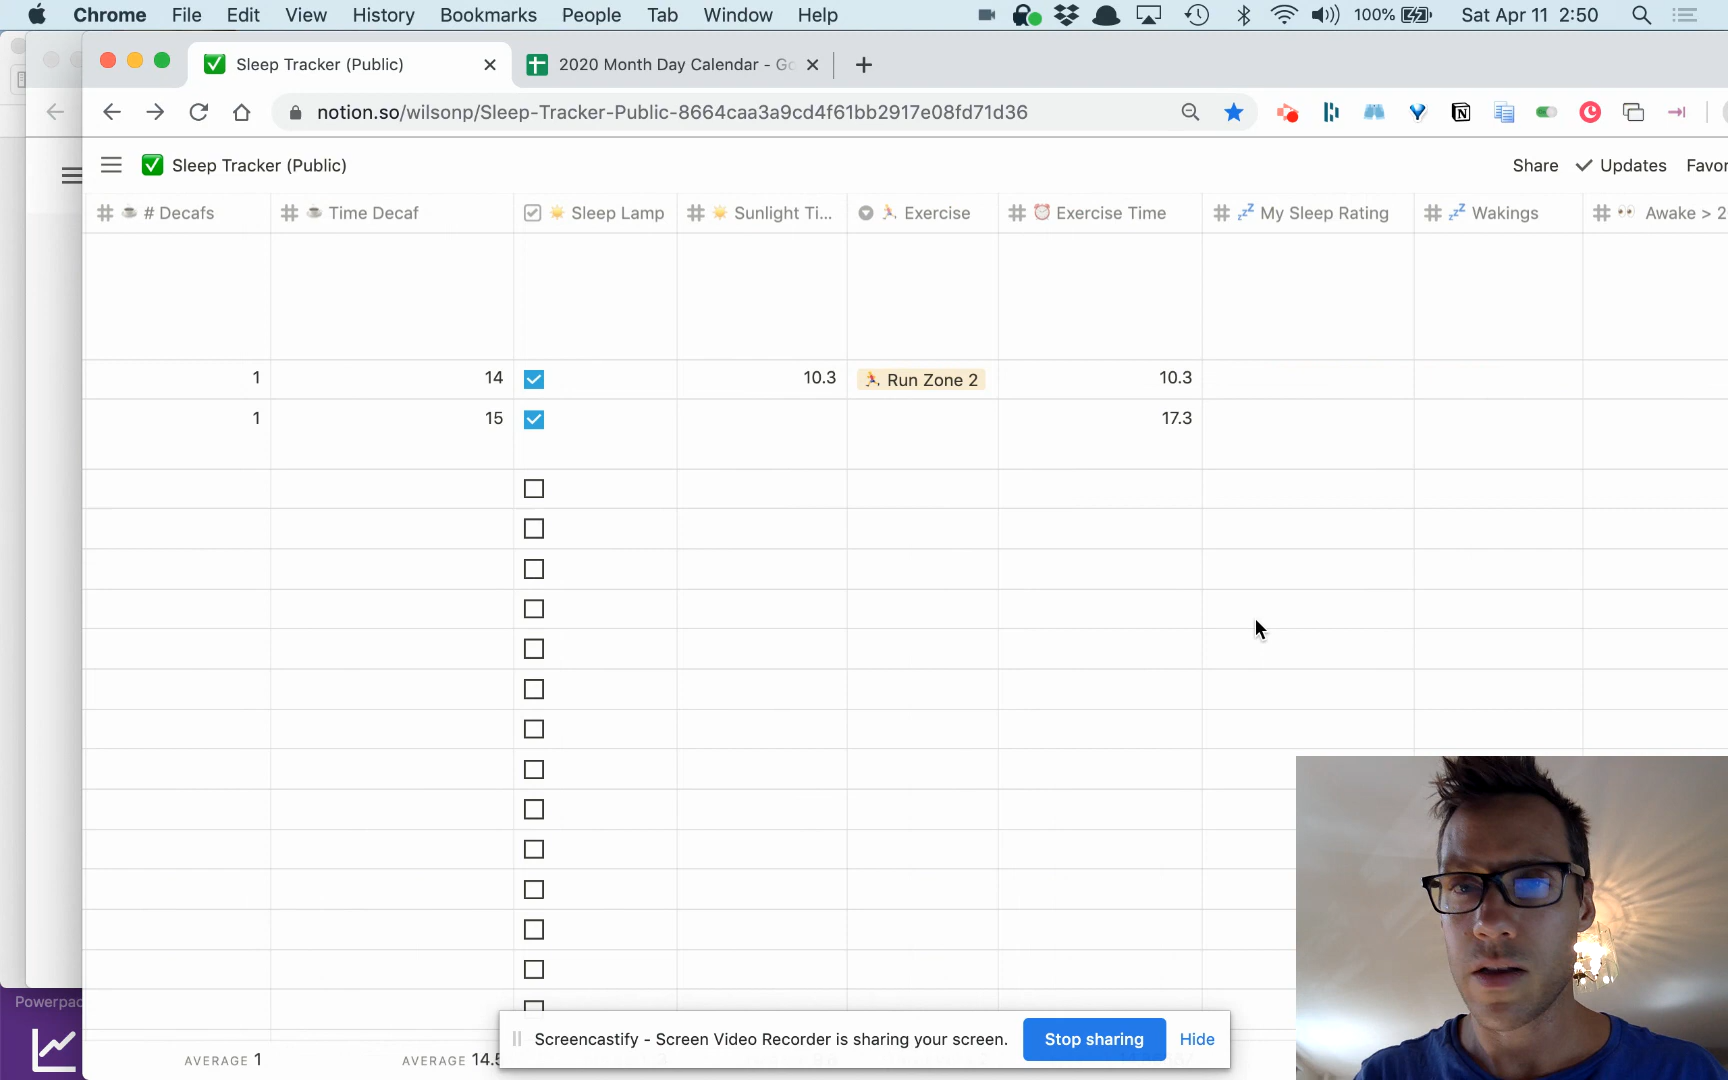 Chrome File Edit View History Bookmarks People Tab Window Help 100% Sat Apr 11 2:50
Sleep Tracker (Public) 2020 Month Day Calendar - Go
notion.so/wilsonp/Sleep-Tracker-Public-8664caa3a9cd4f61bb2917e08fd71d36
Sleep Tracker (Public) Share Updates Favor
# # Decafs # Time Decaf Sleep Lamp # Sunlight Ti... Exercise # Exercise Time # My Sleep Rating # Wakings # Awake > 2
1 14 10.3 Run Zone 2 10.3
1 15 17.3
Powerpac
Screencastify - Screen Video Recorder is sharing your screen. Stop sharing Hide
AVERAGE 1 AVERAGE 14.5